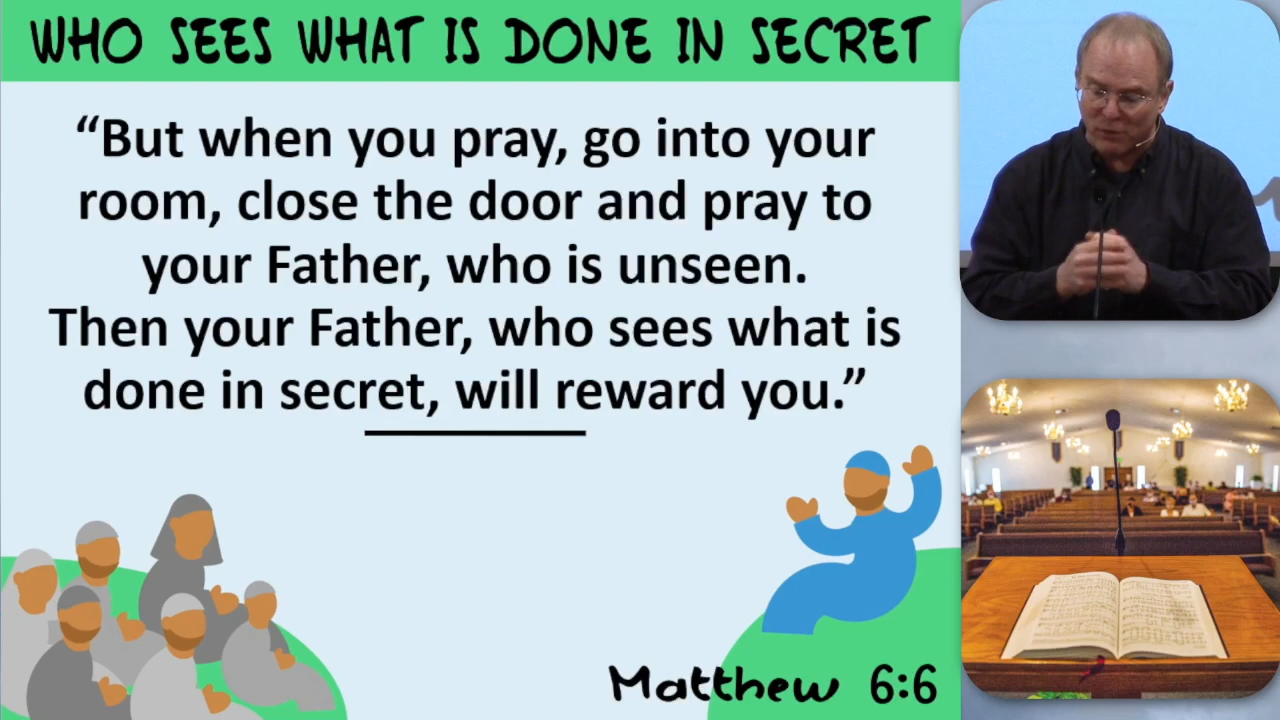 WHO SEES WHAT IS DONE IN SECRET
“But when you pray, go into your
room, close the door and pray to
your Father, who is unseen.
Then your Father, who sees what is
done in secret, will reward you.”
Matthew 6:6